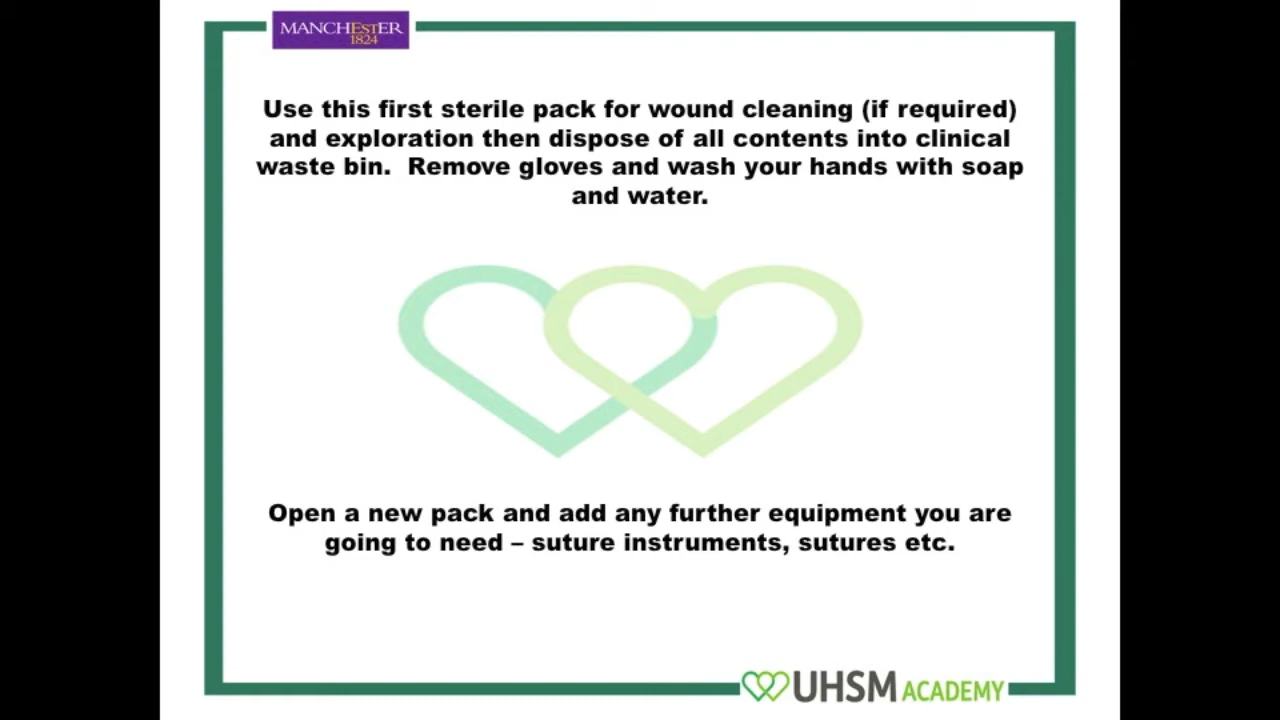 MANCHEsTER
1824
Use this first sterile pack for wound cleaning (if required)
and exploration then dispose of all contents into clinical
waste bin.  Remove gloves and wash your hands with soap
and water.
Open a new pack and add any further equipment you are
going to need – suture instruments, sutures etc.
UHSM ACADEMY